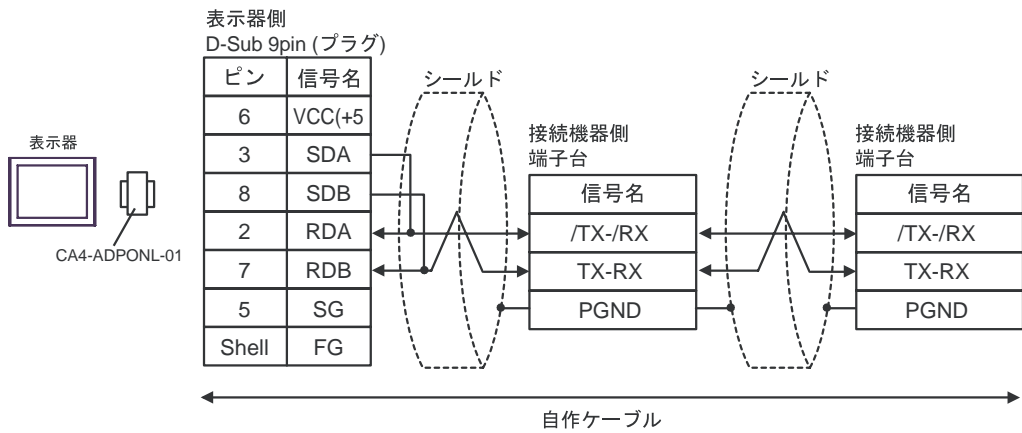 表示器側
D-Sub 9pin (プラグ)
ピン 信号名
6 VCC(+5
3 SDA
8 SDB
2 RDA
7 RDB
5 SG
Shell FG
表示器
CA4-ADPONL-01
シールド
接続機器側
端子台
信号名
/TX-/RX
TX-RX
PGND
シールド
接続機器側
端子台
信号名
/TX-/RX
TX-RX
PGND
自作ケーブル